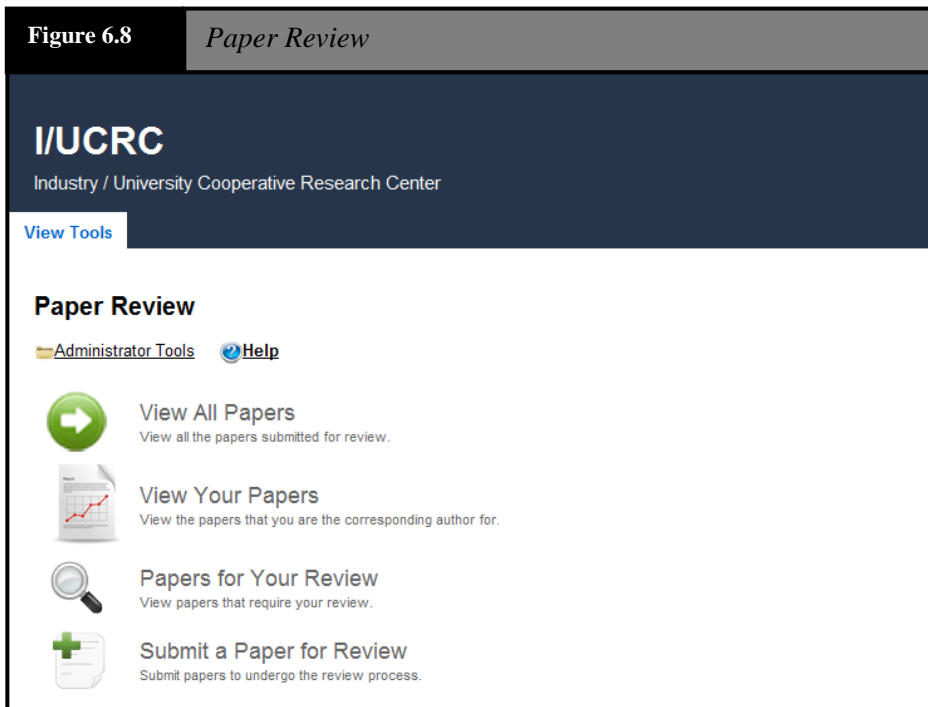 Figure 6.8
Paper Review
I/UCRC
Industry / University Cooperative Research Center
View Tools
Paper Review
Administrator Tools
Help
View All Papers
View all the papers submitted for review.
View Your Papers
View the papers that you are the corresponding author for.
Papers for Your Review
View papers that require your review.
Submit a Paper for Review
Submit papers to undergo the review process.